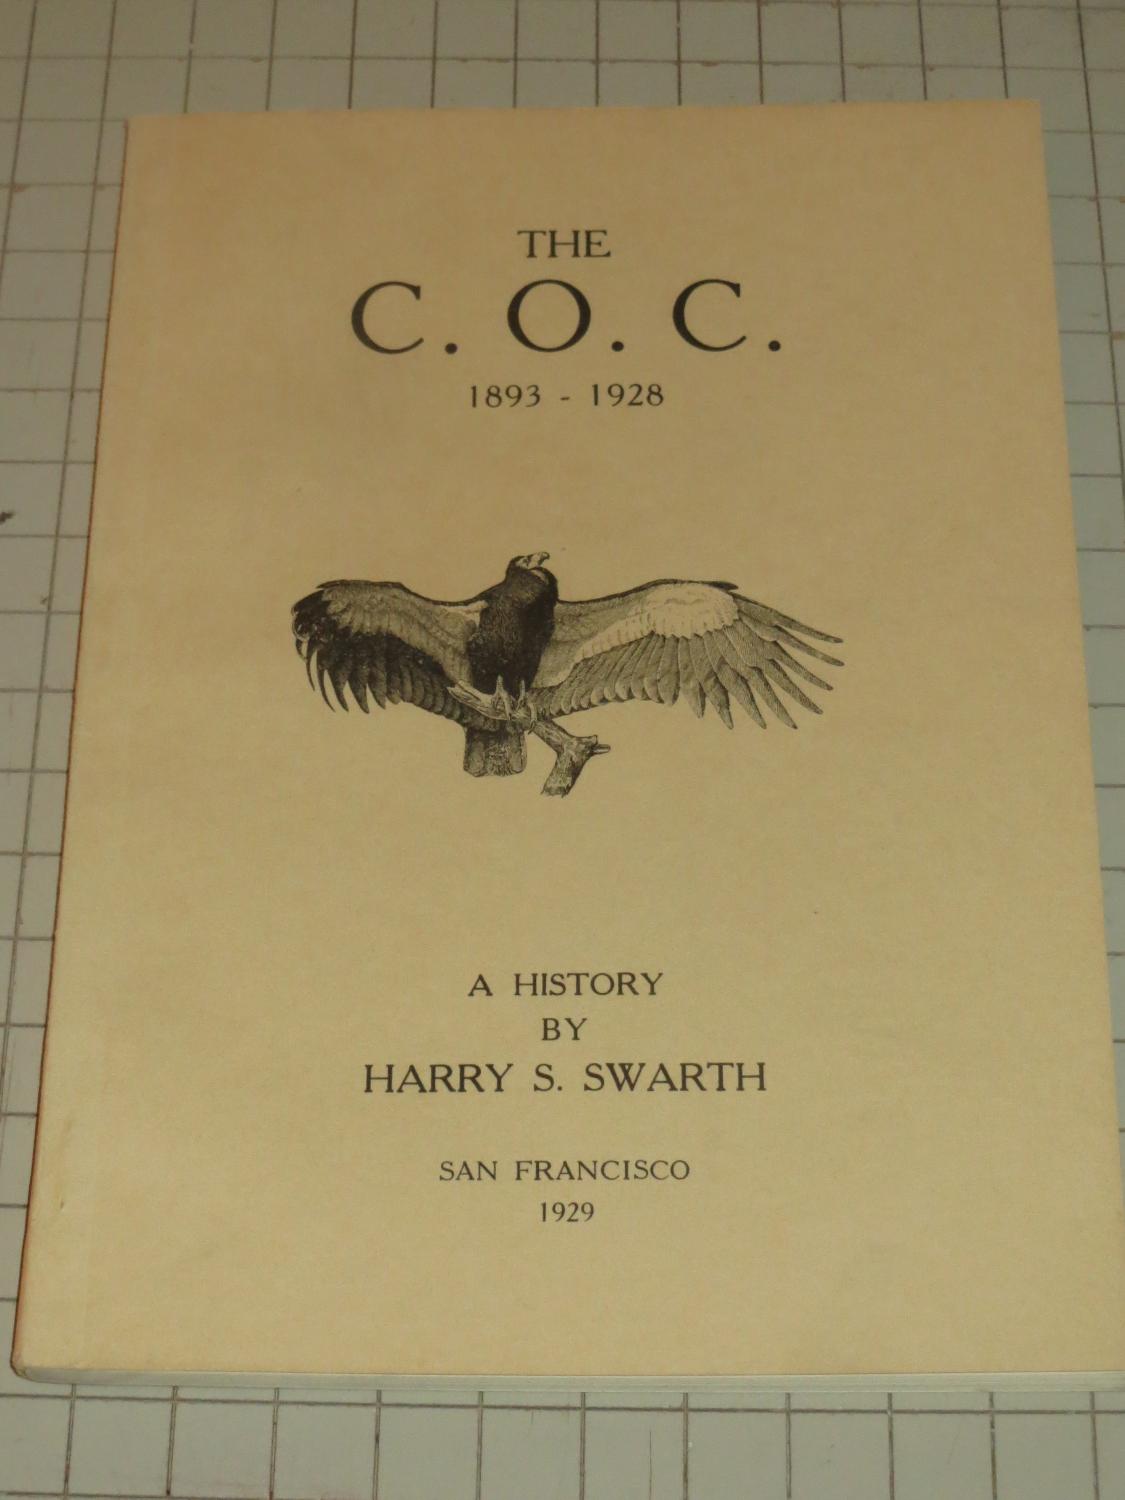 THE
C. O. C.
1893 - 1928
A HISTORY
BY
HARRY S. SWARTH
SAN FRANCISCO
1929